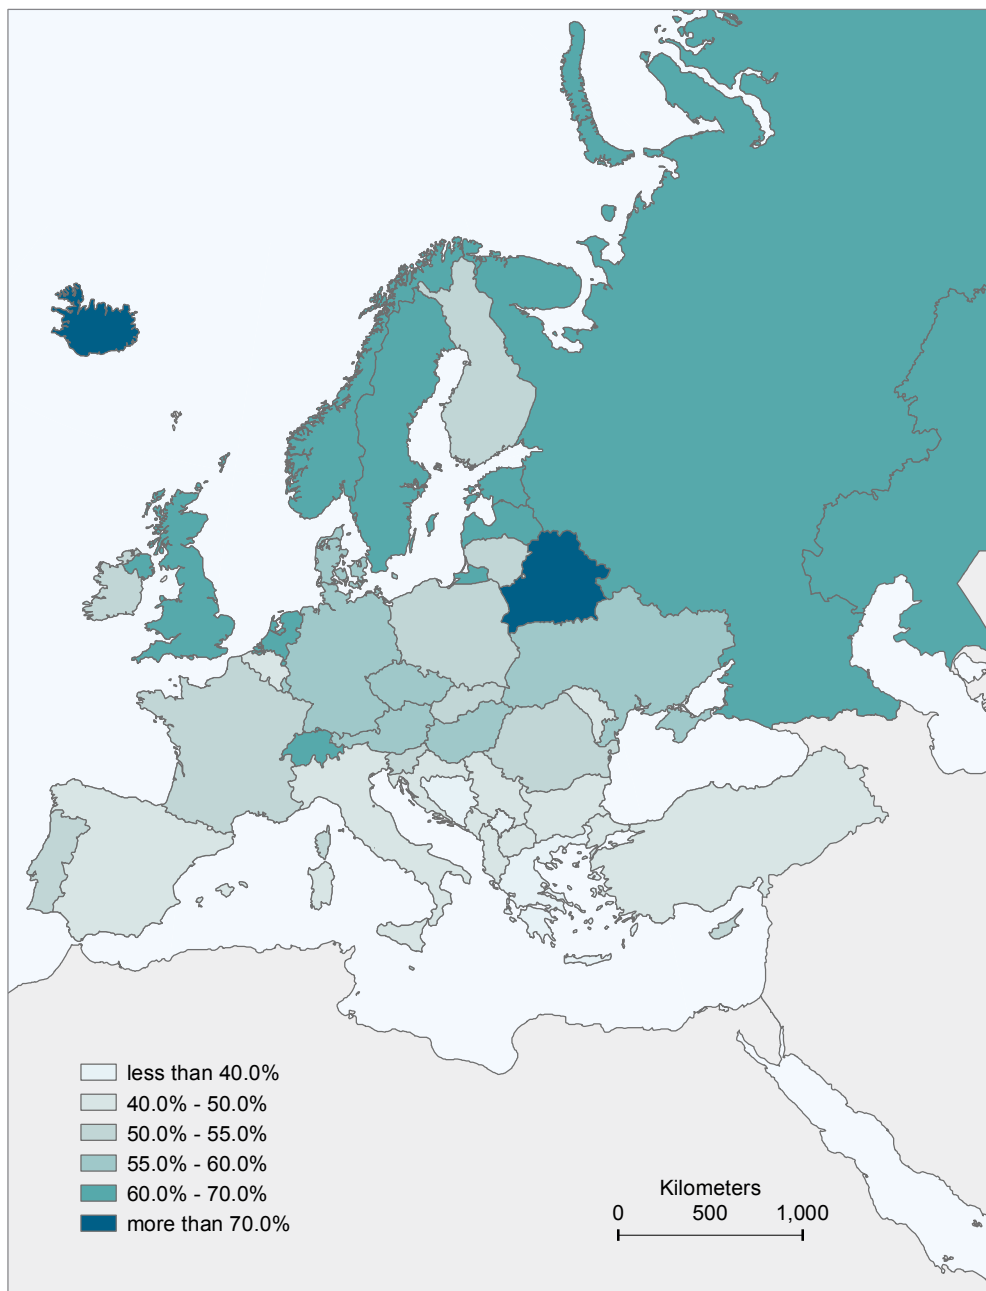 less than 40.0%
40.0% - 50.0%
50.0% - 55.0%
55.0% - 60.0%
60.0% - 70.0%
more than 70.0%
Kilometers
0 500 1,000